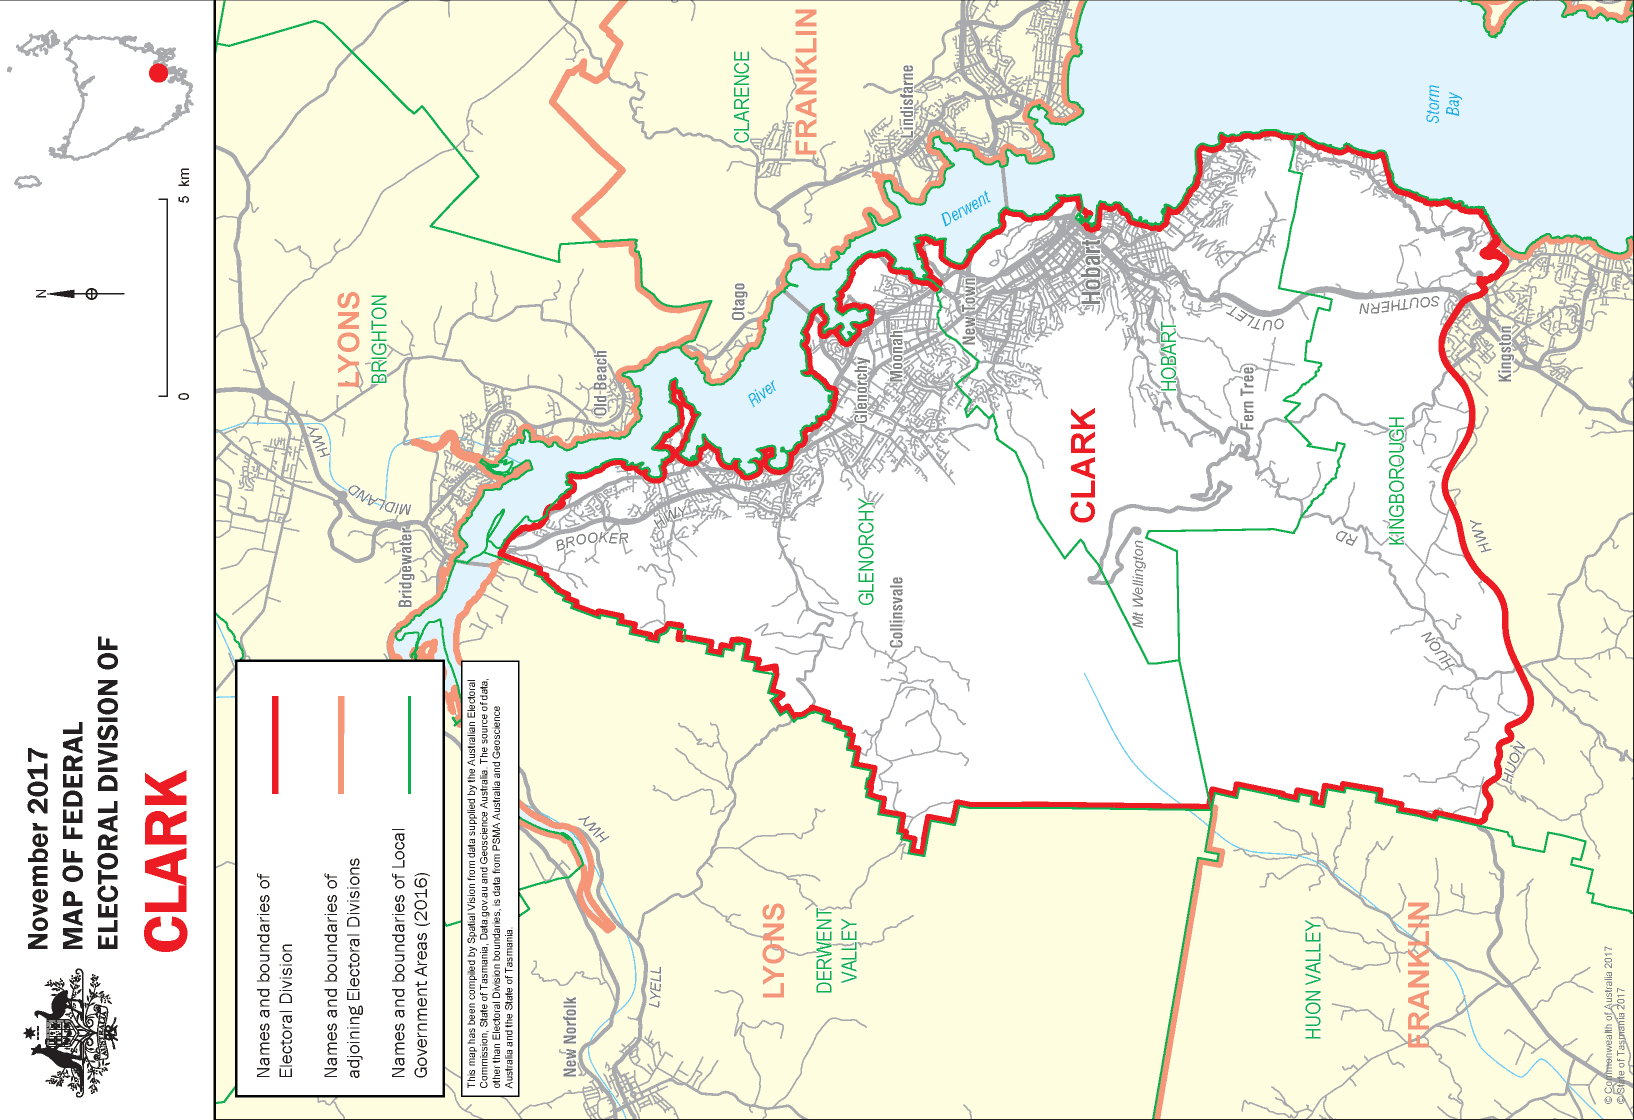 November 2017
MAP OF FEDERAL
ELECTORAL DIVISION OF
CLARK
N
0
5 km
Names and boundaries of
Electoral Division
Names and boundaries of
adjoining Electoral Divisions
Names and boundaries of Local
Government Areas (2016)
This map has been compiled by Spatial Vision from data supplied by the Australian Electoral
Commission, State of Tasmania, Data.gov.au and Geoscience Australia. The source of data,
other than Electoral Division boundaries, is data from PSMA Australia and Geoscience
Australia and the State of Tasmania.
LYONS
BRIGHTON
CLARENCE
FRANKLIN
Lindisfarne
Otago
Old Beach
Bridgewater
MIDLAND
HWY
River
Derwent
Storm
Bay
BROOKER
HWY
Glenorchy
Moonah
New Town
Hobart
GLENORCHY
Collinsvale
CLARK
HOBART
Fern Tree
Mt Wellington
OUTLET
SOUTHERN
Kingston
KINGBOROUGH
HUON
RD
HUON
HWY
LYONS
DERWENT
VALLEY
New Norfolk
LYELL
HWY
HUON VALLEY
FRANKLIN
© Commonwealth of Australia 2017
© State of Tasmania 2017